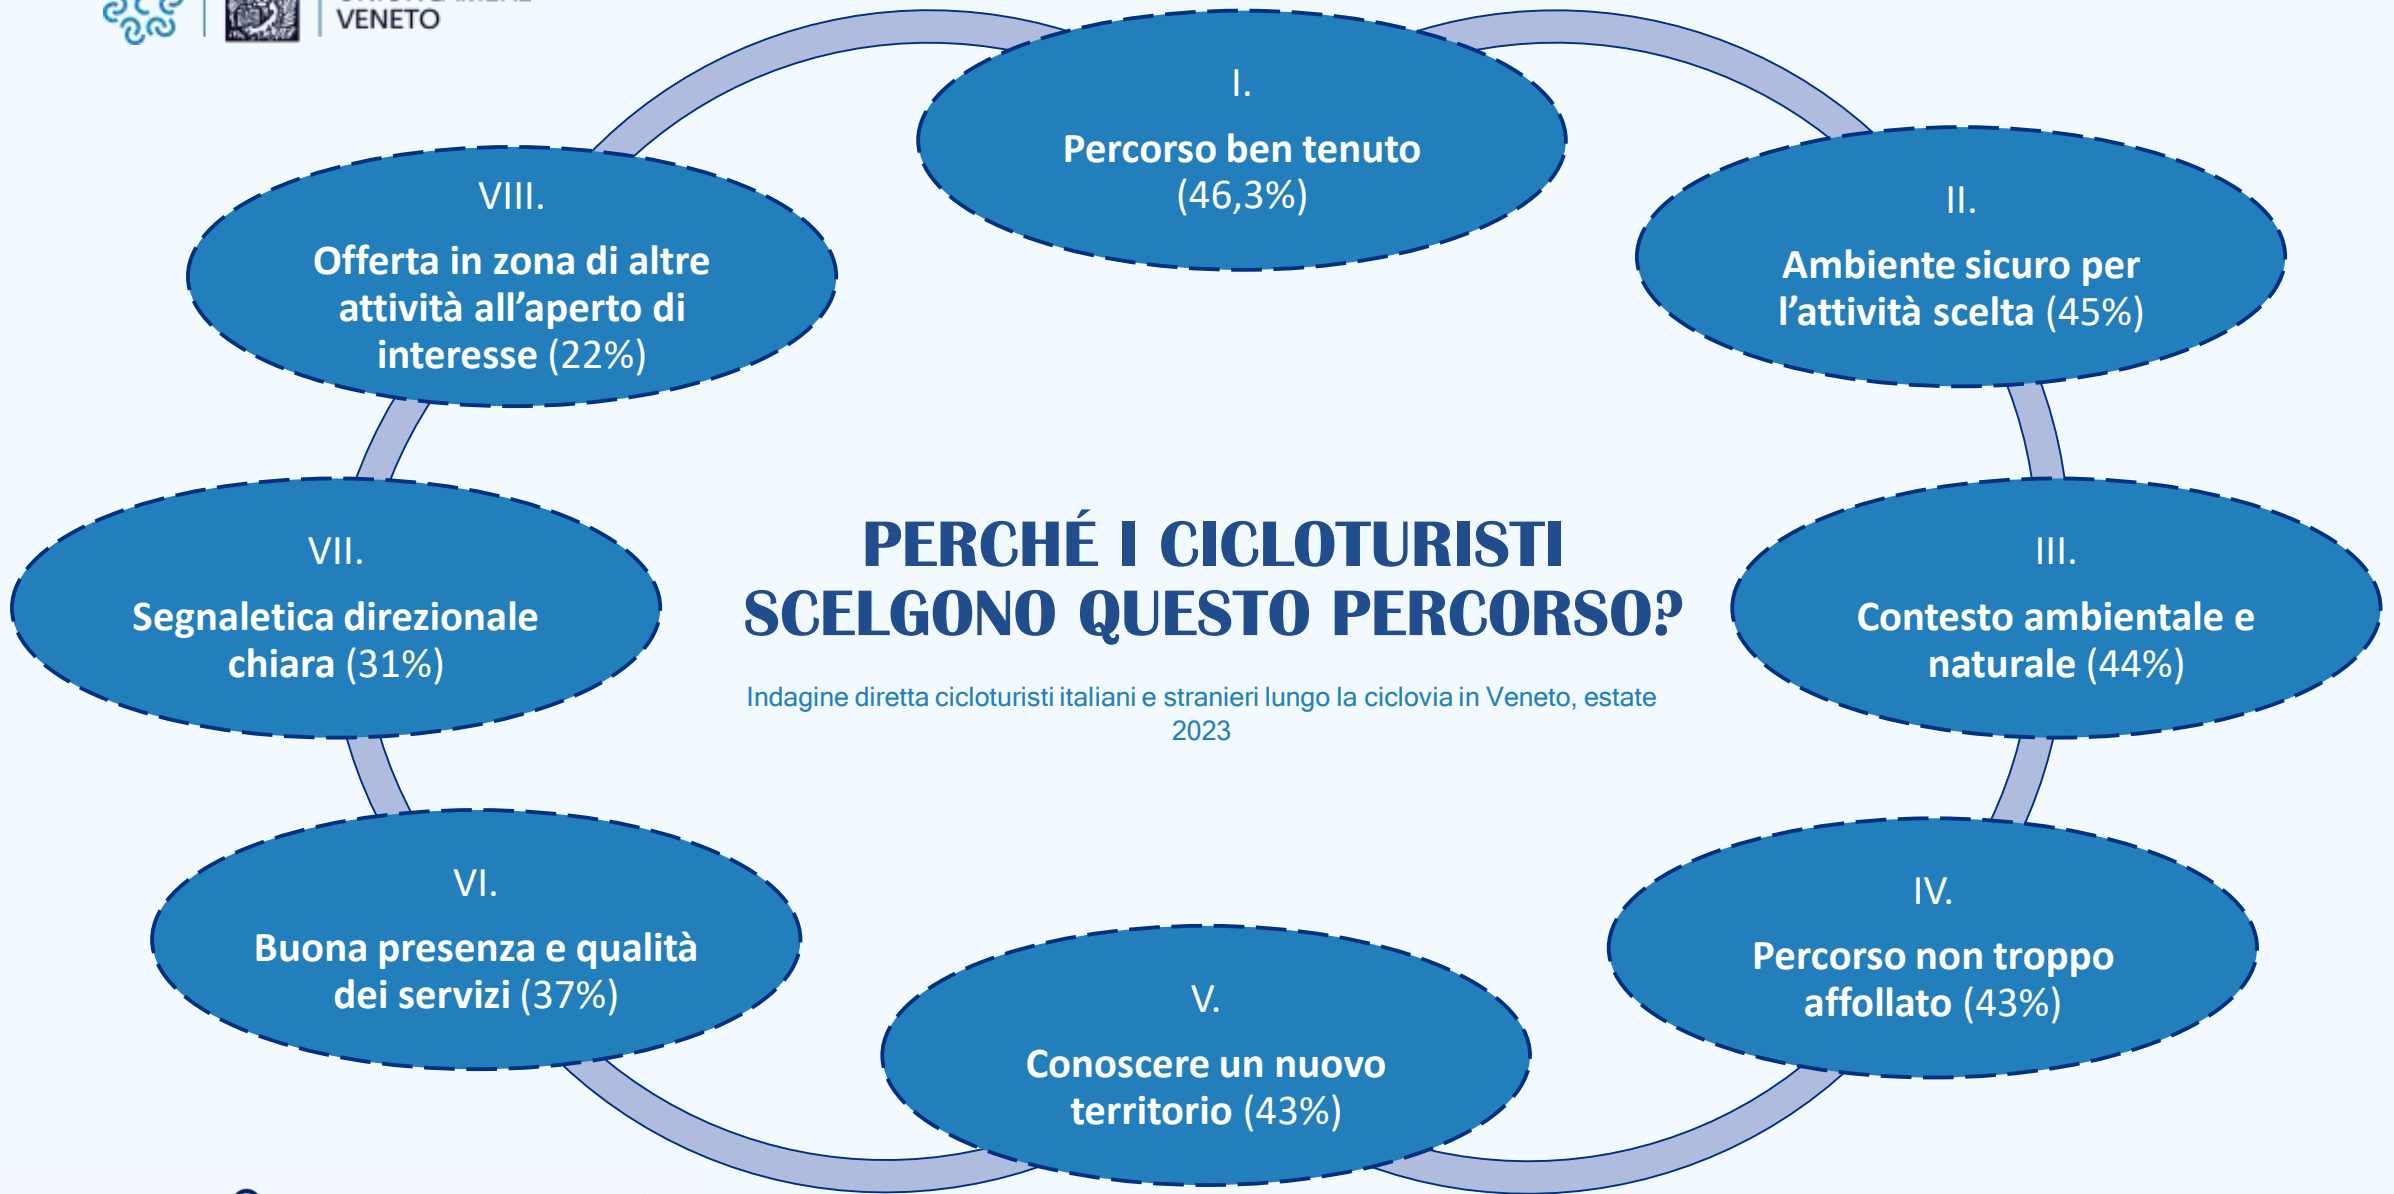 VENETO
I.
Percorso ben tenuto
(46,3%)
II.
Ambiente sicuro per
l’attività scelta (45%)
III.
Contesto ambientale e
naturale (44%)
IV.
Percorso non troppo
affollato (43%)
V.
Conoscere un nuovo
territorio (43%)
VI.
Buona presenza e qualità
dei servizi (37%)
VII.
Segnaletica direzionale
chiara (31%)
VIII.
Offerta in zona di altre
attività all’aperto di
interesse (22%)
PERCHÉ I CICLOTURISTI
SCELGONO QUESTO PERCORSO?
Indagine diretta cicloturisti italiani e stranieri lungo la ciclovia in Veneto, estate
2023